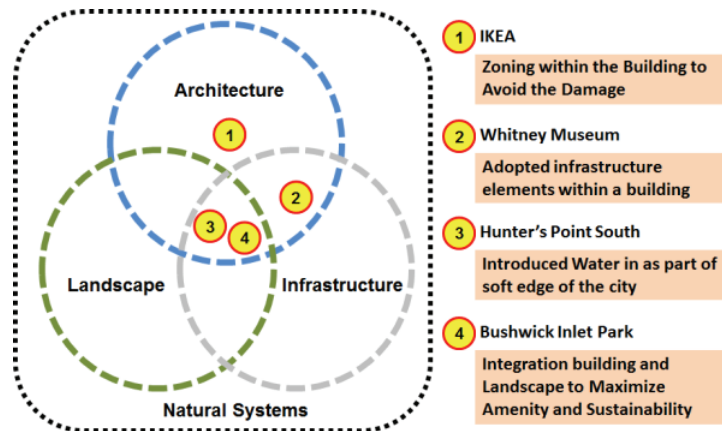 Architecture
1
2
3
4
Landscape
Infrastructure
Natural Systems
1 IKEA
Zoning within the Building to
Avoid the Damage
2 Whitney Museum
Adopted infrastructure
elements within a building
3 Hunter's Point South
Introduced Water in as part of
soft edge of the city
4 Bushwick Inlet Park
Integration building and
Landscape to Maximize
Amenity and Sustainability